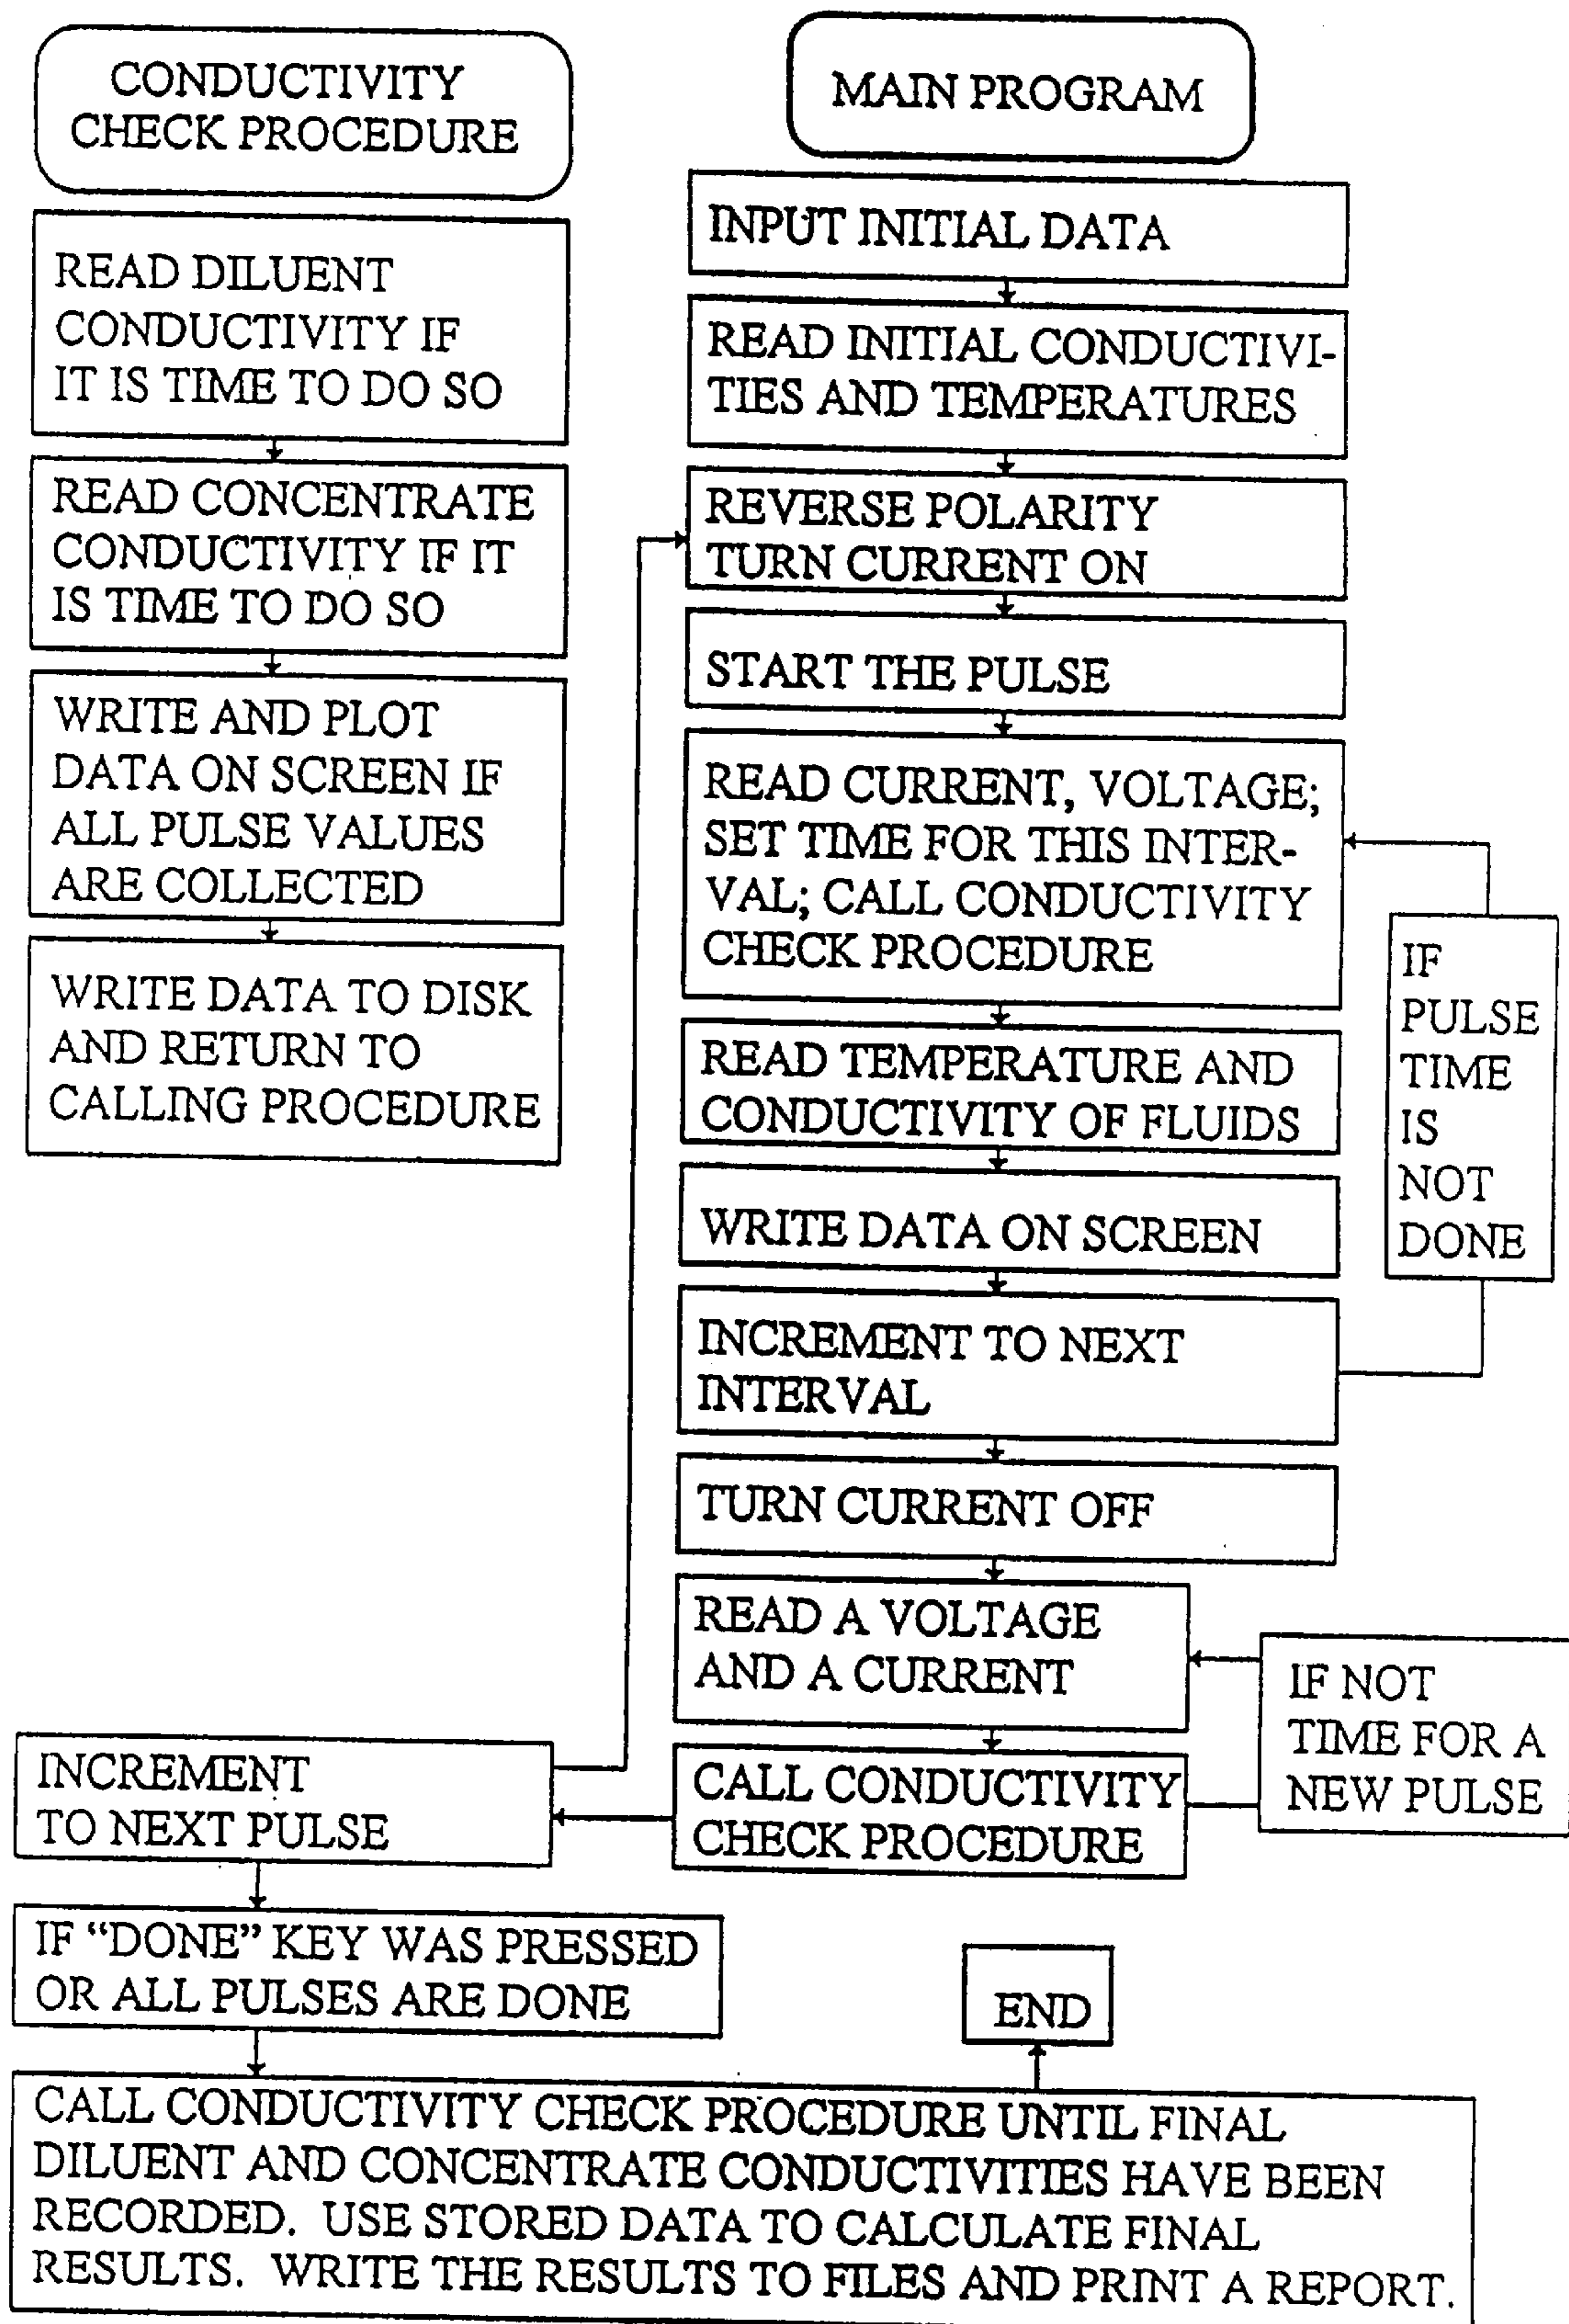 CONDUCTIVITY
CHECK PROCEDURE
READ DILUENT
CONDUCTIVITY IF
IT IS TIME TO DO SO
READ CONCENTRATE
CONDUCTIVITY IF IT
IS TIME TO DO SO
WRITE AND PLOT
DATA ON SCREEN IF
ALL PULSE VALUES
ARE COLLECTED
WRITE DATA TO DISK
AND RETURN TO
CALLING PROCEDURE
MAIN PROGRAM
INPUT INITIAL DATA
READ INITIAL CONDUCTIVI-
TIES AND TEMPERATURES
REVERSE POLARITY
TURN CURRENT ON
START THE PULSE
READ CURRENT, VOLTAGE;
SET TIME FOR THIS INTER-
VAL; CALL CONDUCTIVITY
CHECK PROCEDURE
IF
PULSE
TIME
IS
NOT
DONE
READ TEMPERATURE AND
CONDUCTIVITY OF FLUIDS
WRITE DATA ON SCREEN
INCREMENT TO NEXT
INTERVAL
TURN CURRENT OFF
READ A VOLTAGE
AND A CURRENT
IF NOT
TIME FOR A
NEW PULSE
CALL CONDUCTIVITY
CHECK PROCEDURE
INCREMENT
TO NEXT PULSE
IF “DONE” KEY WAS PRESSED
OR ALL PULSES ARE DONE
END
CALL CONDUCTIVITY CHECK PROCEDURE UNTIL FINAL
DILUENT AND CONCENTRATE CONDUCTIVITIES HAVE BEEN
RECORDED. USE STORED DATA TO CALCULATE FINAL
RESULTS. WRITE THE RESULTS TO FILES AND PRINT A REPORT.